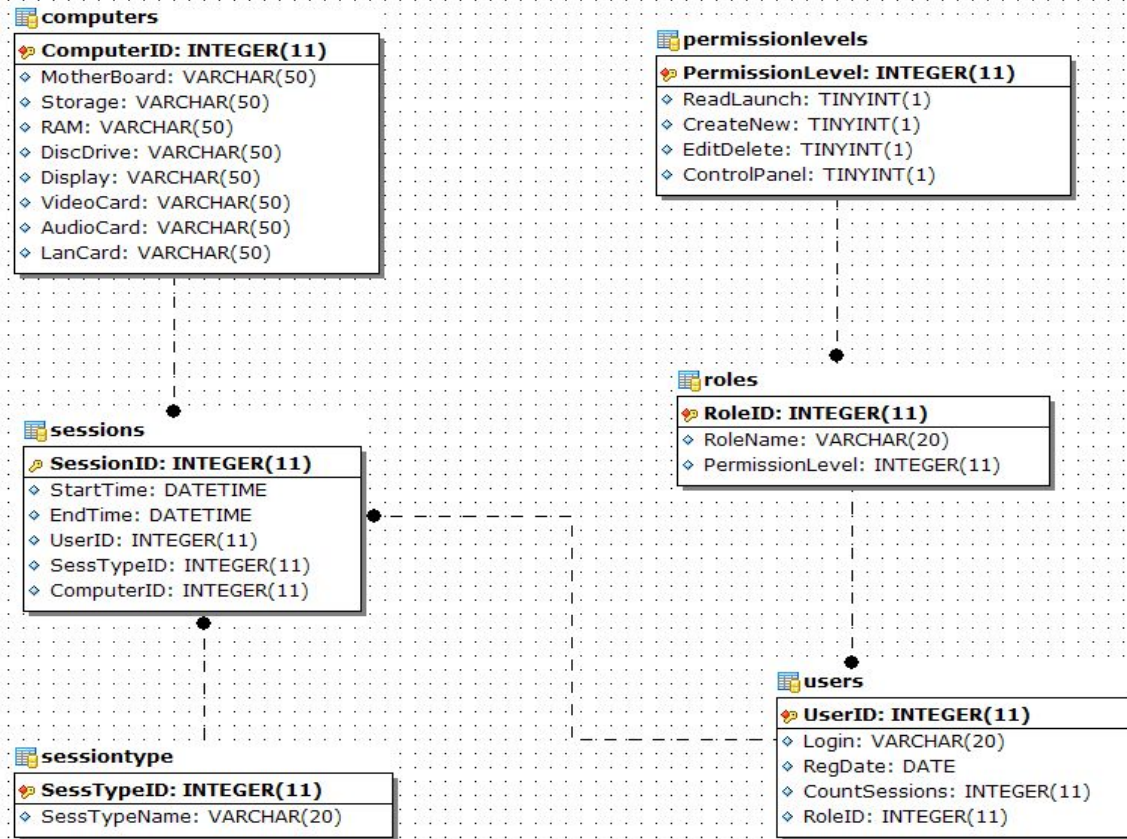 computers
ComputerID: INTEGER(11)
MotherBoard: VARCHAR(50)
Storage: VARCHAR(50)
RAM: VARCHAR(50)
DiscDrive: VARCHAR(50)
Display: VARCHAR(50)
VideoCard: VARCHAR(50)
AudioCard: VARCHAR(50)
LanCard: VARCHAR(50)
permissionlevels
PermissionLevel: INTEGER(11)
ReadLaunch: TINYINT(1)
CreateNew: TINYINT(1)
EditDelete: TINYINT(1)
ControlPanel: TINYINT(1)
roles
RoleID: INTEGER(11)
RoleName: VARCHAR(20)
PermissionLevel: INTEGER(11)
sessions
SessionID: INTEGER(11)
StartTime: DATETIME
EndTime: DATETIME
UserID: INTEGER(11)
SessTypeID: INTEGER(11)
ComputerID: INTEGER(11)
users
UserID: INTEGER(11)
Login: VARCHAR(20)
RegDate: DATE
CountSessions: INTEGER(11)
RoleID: INTEGER(11)
sessiontype
SessTypeID: INTEGER(11)
SessTypeName: VARCHAR(20)